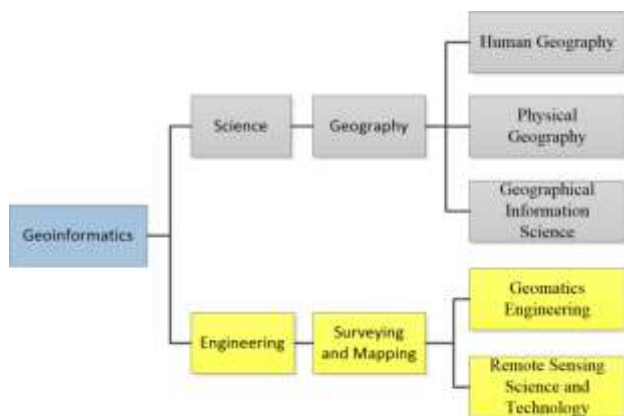 Human Geography
Science
Geography
Physical
Geography
Geographical
Information
Science
Geoinformatics
Engineering
Surveying
and Mapping
Geomatics
Engineering
Remote Sensing
Science and
Technology